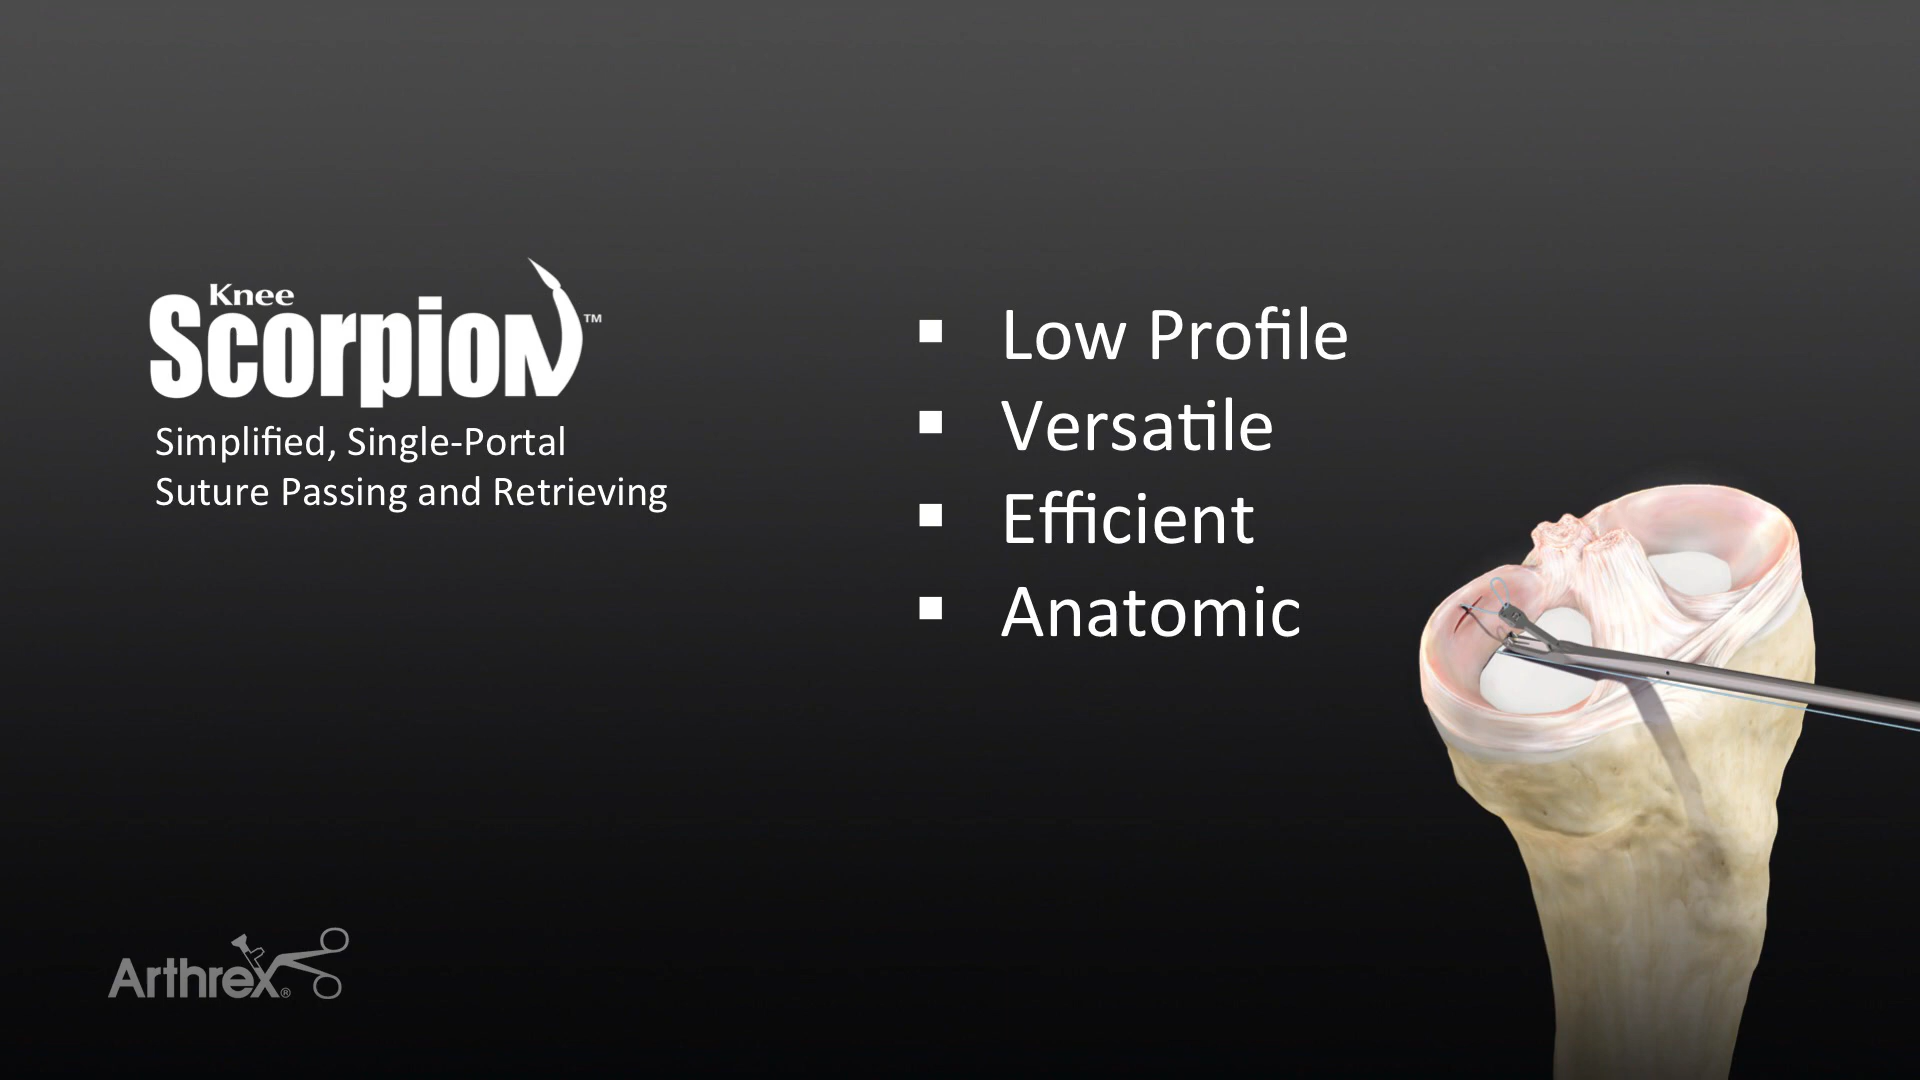 Knee
Scorpion™
Simplified, Single-Portal
Suture Passing and Retrieving
▪ Low Profile
▪ Versatile
▪ Efficient
▪ Anatomic
Arthrex®